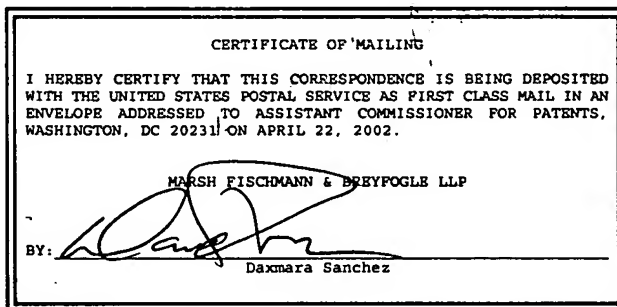 CERTIFICATE OF MAILING
I HEREBY CERTIFY THAT THIS CORRESPONDENCE IS BEING DEPOSITED
WITH THE UNITED STATES POSTAL SERVICE AS FIRST CLASS MAIL IN AN
ENVELOPE ADDRESSED TO ASSISTANT COMMISSIONER FOR PATENTS,
WASHINGTON, DC 20231 ON APRIL 22, 2002.
MARSH FISCHMANN & BREYFOGLE LLP
BY:
Daxmara Sanchez